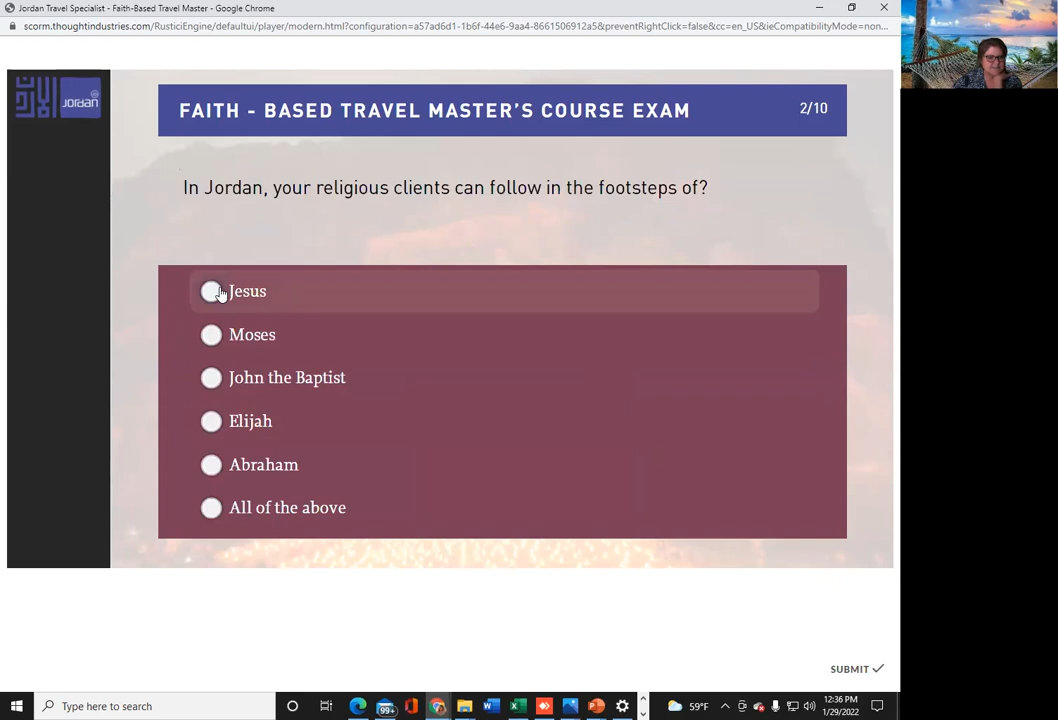 Jordan Travel Specialist - Faith-Based Travel Master - Google Chrome
scorm.thoughtindustries.com/RusticiEngine/defaultui/player/modern.html?configuration=a57ad6d1-1b6f-44e6-9aa4-8661506912a5&preventRightClick=false&cc=en_US&ieCompatibilityMode=non...
Jordan
FAITH - BASED TRAVEL MASTER'S COURSE EXAM
2/10
In Jordan, your religious clients can follow in the footsteps of?
Jesus
Moses
John the Baptist
Elijah
Abraham
All of the above
SUBMIT
Type here to search
99+
59°F
12:36 PM
1/29/2022